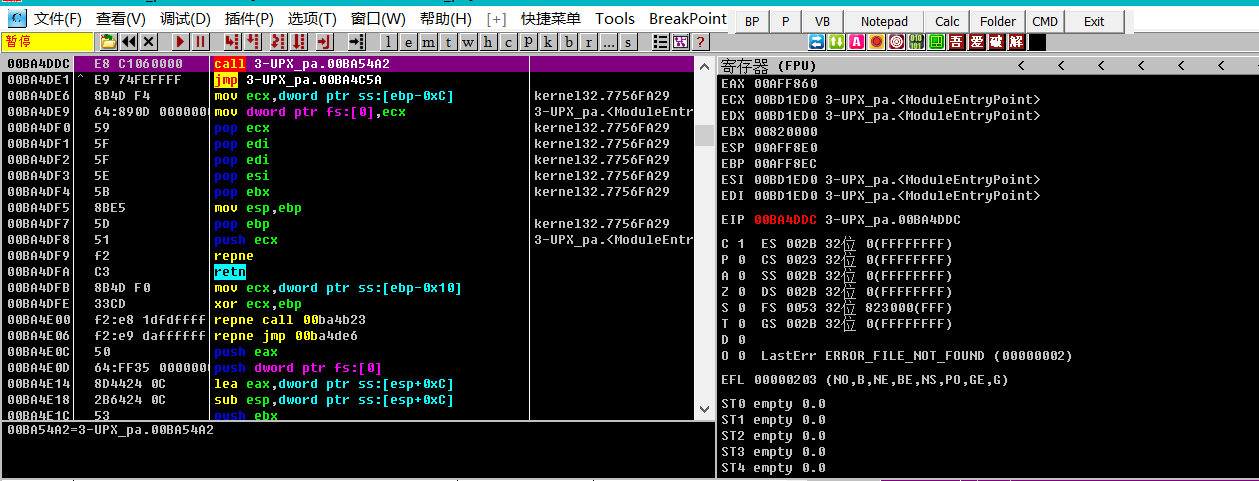 文件(F) 查看(V) 调试(D) 插件(P) 选项(T) 窗口(W) 帮助(H) [+] 快捷菜单 Tools BreakPoint BP P VB Notepad Calc Folder CMD Exit
暂停 l e m t w h c p k b r ... s ? 吾 爱 破 解
00BA4DDC E8 C1060000 call 3-UPX_pa.00BA54A2
00BA4DE1 ^ E9 74FEFFFF jmp 3-UPX_pa.00BA4C5A
00BA4DE6 8B4D F4 mov ecx,dword ptr ss:[ebp-0xC] kernel32.7756FA29
00BA4DE9 64:890D 0000000 mov dword ptr fs:[0],ecx 3-UPX_pa.<ModuleEntr
00BA4DF0 59 pop ecx kernel32.7756FA29
00BA4DF1 5F pop edi kernel32.7756FA29
00BA4DF2 5F pop edi kernel32.7756FA29
00BA4DF3 5E pop esi kernel32.7756FA29
00BA4DF4 5B pop ebx kernel32.7756FA29
00BA4DF5 8BE5 mov esp,ebp
00BA4DF7 5D pop ebp kernel32.7756FA29
00BA4DF8 51 push ecx 3-UPX_pa.<ModuleEntr
00BA4DF9 f2 repne
00BA4DFA C3 retn
00BA4DFB 8B4D F0 mov ecx,dword ptr ss:[ebp-0x10]
00BA4DFE 33CD xor ecx,ebp
00BA4E00 f2:e8 1dfdffff repne call 00ba4b23
00BA4E06 f2:e9 daffffff repne jmp 00ba4de6
00BA4E0C 50 push eax
00BA4E0D 64:FF35 0000000 push dword ptr fs:[0]
00BA4E14 8D4424 0C lea eax,dword ptr ss:[esp+0xC]
00BA4E18 2B6424 0C sub esp,dword ptr ss:[esp+0xC]
00BA4E1C 53 push ebx
00BA54A2=3-UPX_pa.00BA54A2
寄存器 (FPU) < < < < < <
EAX 00AFF860
ECX 00BD1ED0 3-UPX_pa.<ModuleEntryPoint>
EDX 00BD1ED0 3-UPX_pa.<ModuleEntryPoint>
EBX 00820000
ESP 00AFF8E0
EBP 00AFF8EC
ESI 00BD1ED0 3-UPX_pa.<ModuleEntryPoint>
EDI 00BD1ED0 3-UPX_pa.<ModuleEntryPoint>
EIP 00BA4DDC 3-UPX_pa.00BA4DDC
C 1 ES 002B 32位 0(FFFFFFFF)
P 0 CS 0023 32位 0(FFFFFFFF)
A 0 SS 002B 32位 0(FFFFFFFF)
Z 0 DS 002B 32位 0(FFFFFFFF)
S 0 FS 0053 32位 823000(FFF)
T 0 GS 002B 32位 0(FFFFFFFF)
D 0
O 0 LastErr ERROR_FILE_NOT_FOUND (00000002)
EFL 00000203 (NO,B,NE,BE,NS,PO,GE,G)
ST0 empty 0.0
ST1 empty 0.0
ST2 empty 0.0
ST3 empty 0.0
ST4 empty 0.0